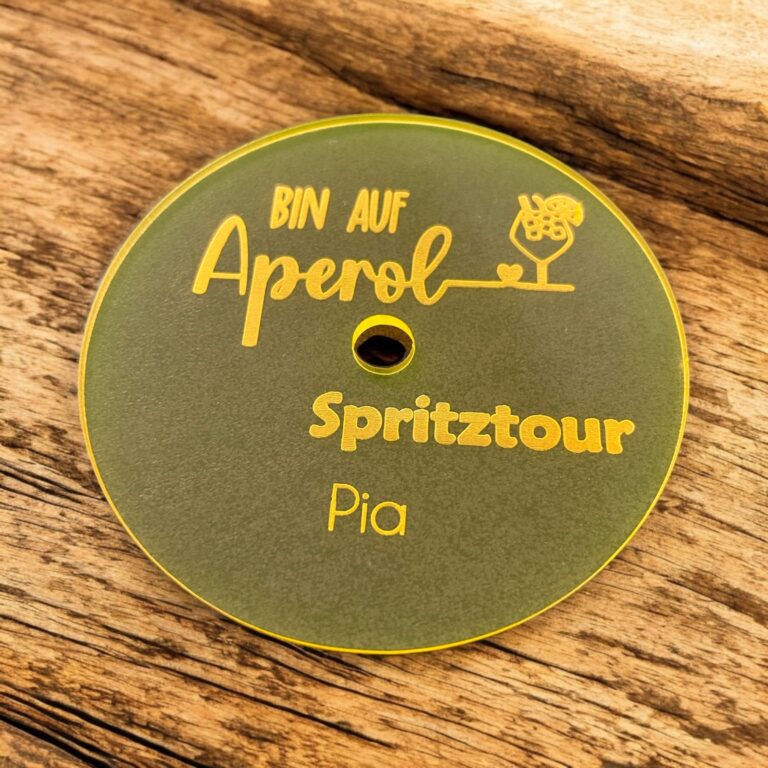 BIN AUF
Aperol
Spritztour
Pia